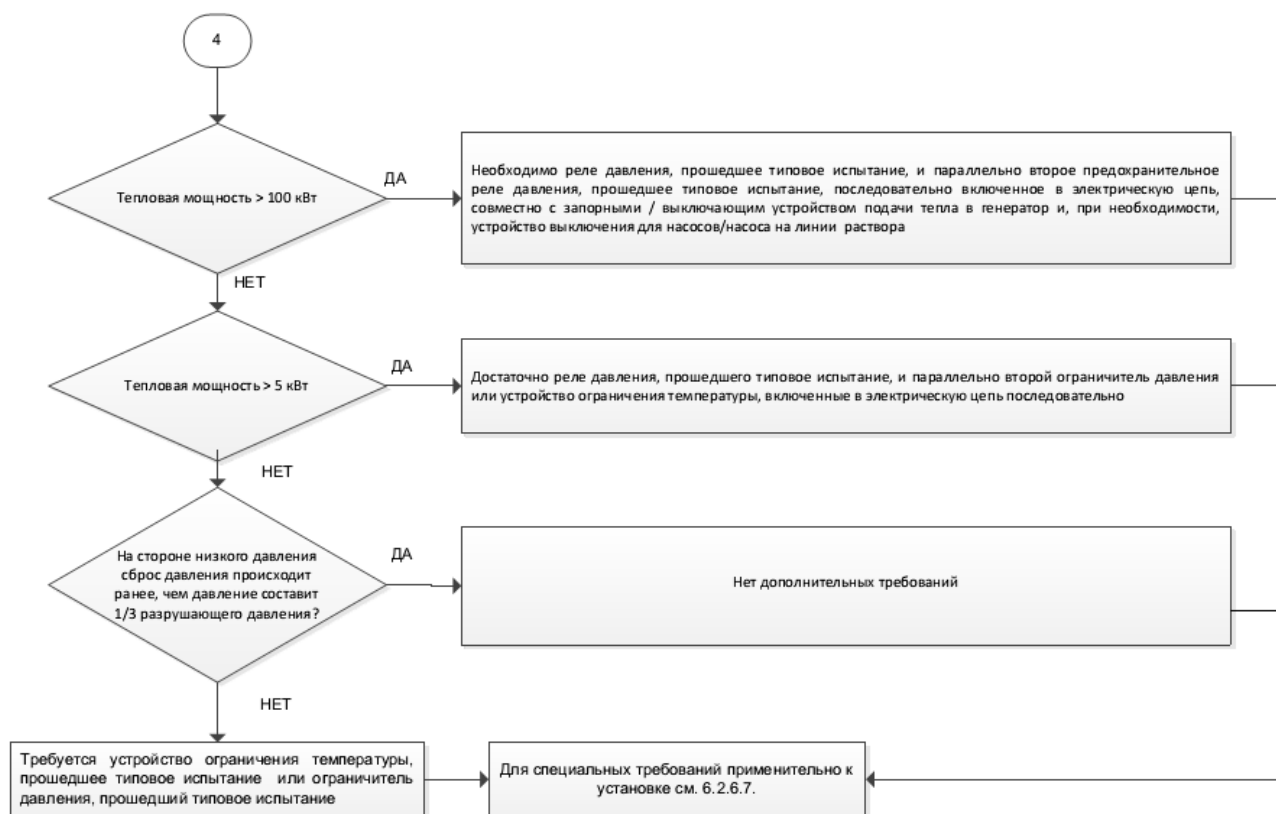 4
Тепловая мощность > 100 кВт
ДА
Необходимо реле давления, прошедшее типовое испытание, и параллельно второе предохранительное
реле давления, прошедшее типовое испытание, последовательно включенное в электрическую цепь,
совместно с запорными / выключающим устройством подачи тепла в генератор и, при необходимости,
устройство выключения для насосов/насоса на линии раствора
НЕТ
Тепловая мощность > 5 кВт
ДА
Достаточно реле давления, прошедшего типовое испытание, и параллельно второй ограничитель давления
или устройство ограничения температуры, включенные в электрическую цепь последовательно
НЕТ
На стороне низкого давления
сброс давления происходит
ранее, чем давление составит
1/3 разрушающего давления?
ДА
Нет дополнительных требований
НЕТ
Требуется устройство ограничения температуры,
прошедшее типовое испытание или ограничитель
давления, прошедший типовое испытание
Для специальных требований применительно к
установке см. 6.2.6.7.